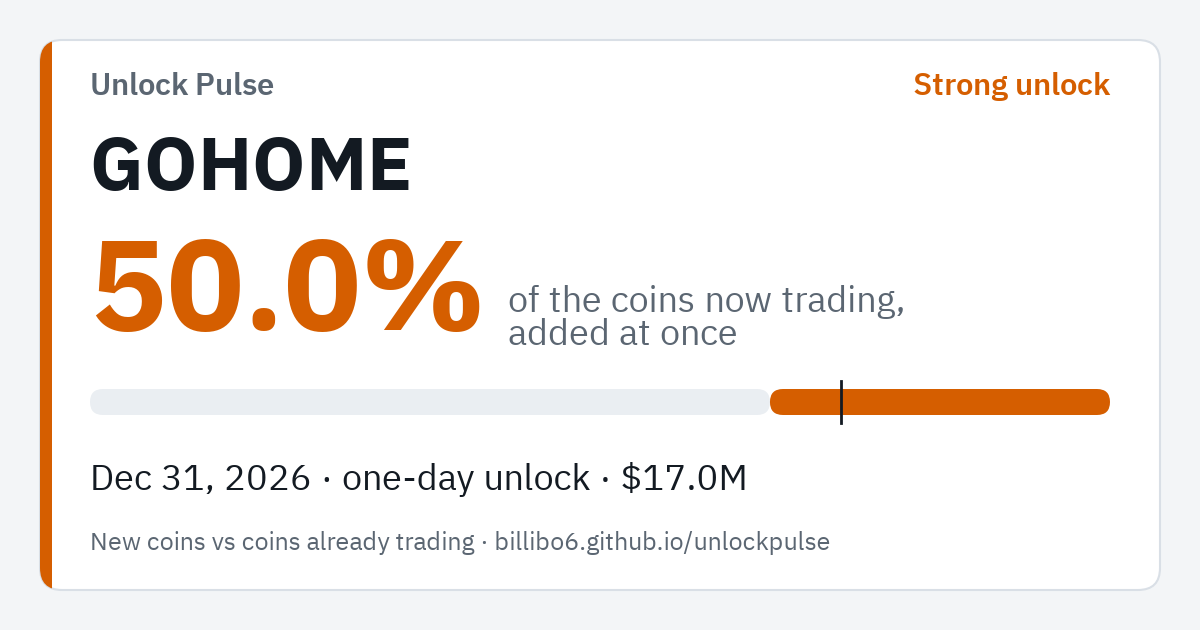 Unlock Pulse
Strong unlock
GOHOME
50.0%
of the coins now trading,
added at once
Dec 31, 2026 · one-day unlock · $17.0M
New coins vs coins already trading · billibo6.github.io/unlockpulse